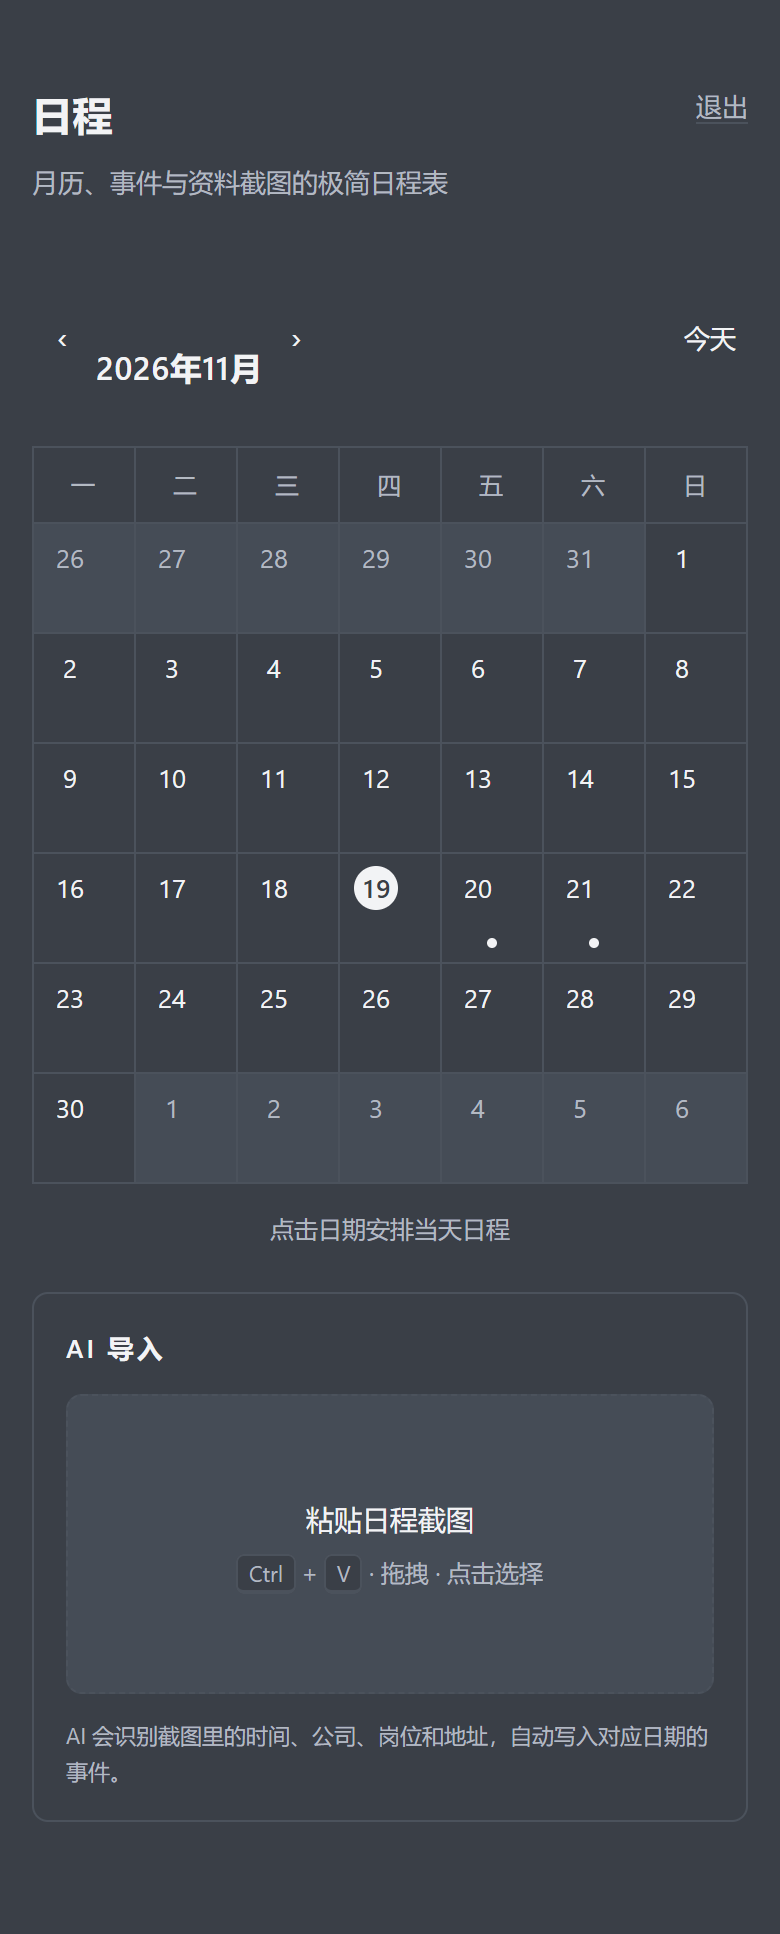 日程
退出
月历、事件与资料截图的极简日程表
‹ 2026年11月 ›
今天
一 二 三 四 五 六 日
26 27 28 29 30 31 1
2 3 4 5 6 7 8
9 10 11 12 13 14 15
16 17 18 19 20 21 22
23 24 25 26 27 28 29
30 1 2 3 4 5 6
点击日期安排当天日程
AI 导入
粘贴日程截图
Ctrl + V · 拖拽 · 点击选择
AI 会识别截图里的时间、公司、岗位和地址，自动写入对应日期的
事件。